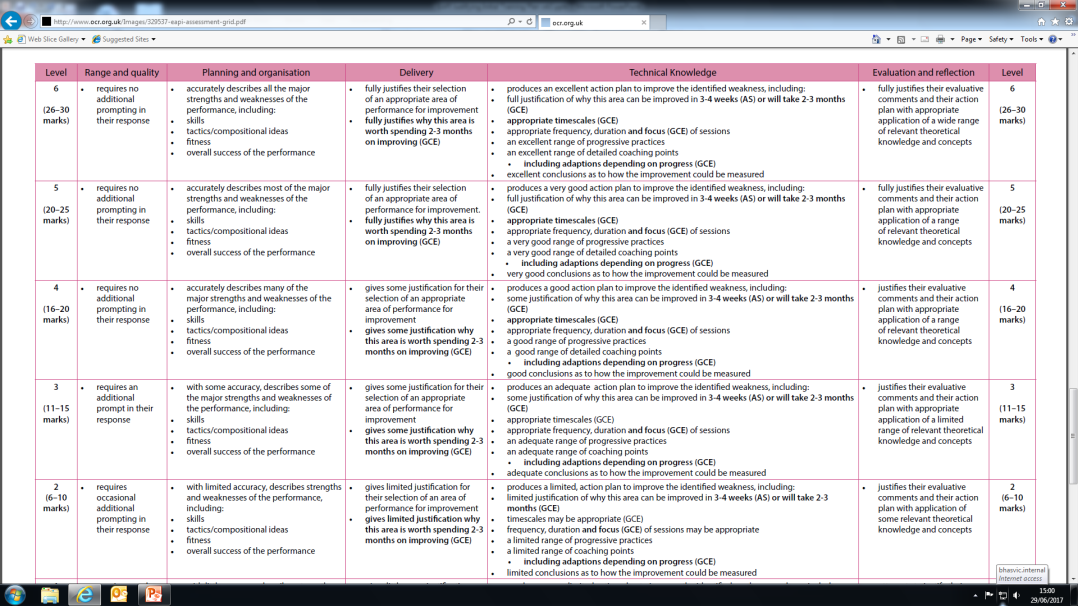 http://www.ocr.org.uk/Images/329537-eapi-assessment-grid.pdf
ocr.org.uk
Web Slice Gallery
Suggested Sites
Page
Safety
Tools
Level
Range and quality
Planning and organisation
Delivery
Technical Knowledge
Evaluation and reflection
Level
6
(26–30
marks)
• requires no
additional
prompting in
their response
• accurately describes all the major
strengths and weaknesses of the
performance, including:
• skills
• tactics/compositional ideas
• fitness
• overall success of the performance
• fully justifies their selection
of an appropriate area of
performance for improvement
• fully justifies why this area is
worth spending 2-3 months
on improving (GCE)
• produces an excellent action plan to improve the identified weakness, including:
• full justification of why this area can be improved in 3-4 weeks (AS) or will take 2-3 months
(GCE)
• appropriate timescales (GCE)
• appropriate frequency, duration and focus (GCE) of sessions
• an excellent range of progressive practices
• an excellent range of detailed coaching points
• including adaptions depending on progress (GCE)
• excellent conclusions as to how the improvement could be measured
• fully justifies their evaluative
comments and their action
plan with appropriate
application of a wide range
of relevant theoretical
knowledge and concepts
6
(26–30
marks)
5
(20–25
marks)
• requires no
additional
prompting in
their response
• accurately describes most of the major
strengths and weaknesses of the
performance, including:
• skills
• tactics/compositional ideas
• fitness
• overall success of the performance
• fully justifies their selection
of an appropriate area of
performance for improvement.
• fully justifies why this area is
worth spending 2-3 months
on improving (GCE)
• produces a very good action plan to improve the identified weakness, including:
• full justification of why this area can be improved in 3-4 weeks (AS) or will take 2-3 months
(GCE)
• appropriate timescales (GCE)
• appropriate frequency, duration and focus (GCE) of sessions
• a very good range of progressive practices
• a very good range of detailed coaching points
• including adaptions depending on progress (GCE)
• very good conclusions as to how the improvement could be measured
• fully justifies their evaluative
comments and their action
plan with appropriate
application of a range
of relevant theoretical
knowledge and concepts
5
(20–25
marks)
4
(16–20
marks)
• requires no
additional
prompting in
their response
• accurately describes many of the
major strengths and weaknesses of the
performance, including:
• skills
• tactics/compositional ideas
• fitness
• overall success of the performance
• gives some justification for their
selection of an appropriate
area of performance for
improvement
• gives some justification why
this area is worth spending 2-3
months on improving (GCE)
• produces a good action plan to improve the identified weakness, including:
• some justification of why this area can be improved in 3-4 weeks (AS) or will take 2-3 months
(GCE)
• appropriate timescales (GCE)
• appropriate frequency, duration and focus (GCE) of sessions
• a good range of progressive practices
• a good range of detailed coaching points
• including adaptions depending on progress (GCE)
• good conclusions as to how the improvement could be measured
• justifies their evaluative
comments and their action
plan with appropriate
application of a range
of relevant theoretical
knowledge and concepts
4
(16–20
marks)
3
(11–15
marks)
• requires an
additional
prompt in their
response
• with some accuracy, describes some of
the major strengths and weaknesses of
the performance, including:
• skills
• tactics/compositional ideas
• fitness
• overall success of the performance
• gives some justification for their
selection of an appropriate
area of performance for
improvement
• gives some justification why
this area is worth spending 2-3
months on improving (GCE)
• produces an adequate action plan to improve the identified weakness, including:
• some justification of why this area can be improved in 3-4 weeks (AS) or will take 2-3 months
(GCE)
• appropriate timescales (GCE)
• appropriate frequency, duration and focus (GCE) of sessions
• an adequate range of progressive practices
• an adequate range of coaching points
• including adaptions depending on progress (GCE)
• adequate conclusions as to how the improvement could be measured
• justifies their evaluative
comments and their action
plan with appropriate
application of a limited
range of relevant theoretical
knowledge and concepts
3
(11–15
marks)
2
(6–10
marks)
• requires
occasional
additional
prompting in
their response
• with limited accuracy, describes strengths
and weaknesses of the performance,
including:
• skills
• tactics/compositional ideas
• fitness
• overall success of the performance
• gives limited justification for
their selection of an area of
performance for improvement
• gives limited justification why
this area is worth spending 2-3
months on improving (GCE)
• produces a limited, action plan to improve the identified weakness, including:
• limited justification of why this area can be improved in 3-4 weeks (AS) or will take 2-3
months (GCE)
• timescales may be appropriate (GCE)
• frequency, duration and focus (GCE) of sessions may be appropriate
• a limited range of progressive practices
• a limited range of coaching points
• including adaptions depending on progress (GCE)
• limited conclusions as to how the improvement could be measured
• justifies their evaluative
comments and their action
plan with application of
some relevant theoretical
knowledge and concepts
2
(6–10
marks)
bhasvic.internal
Internet access
15:00
29/06/2017